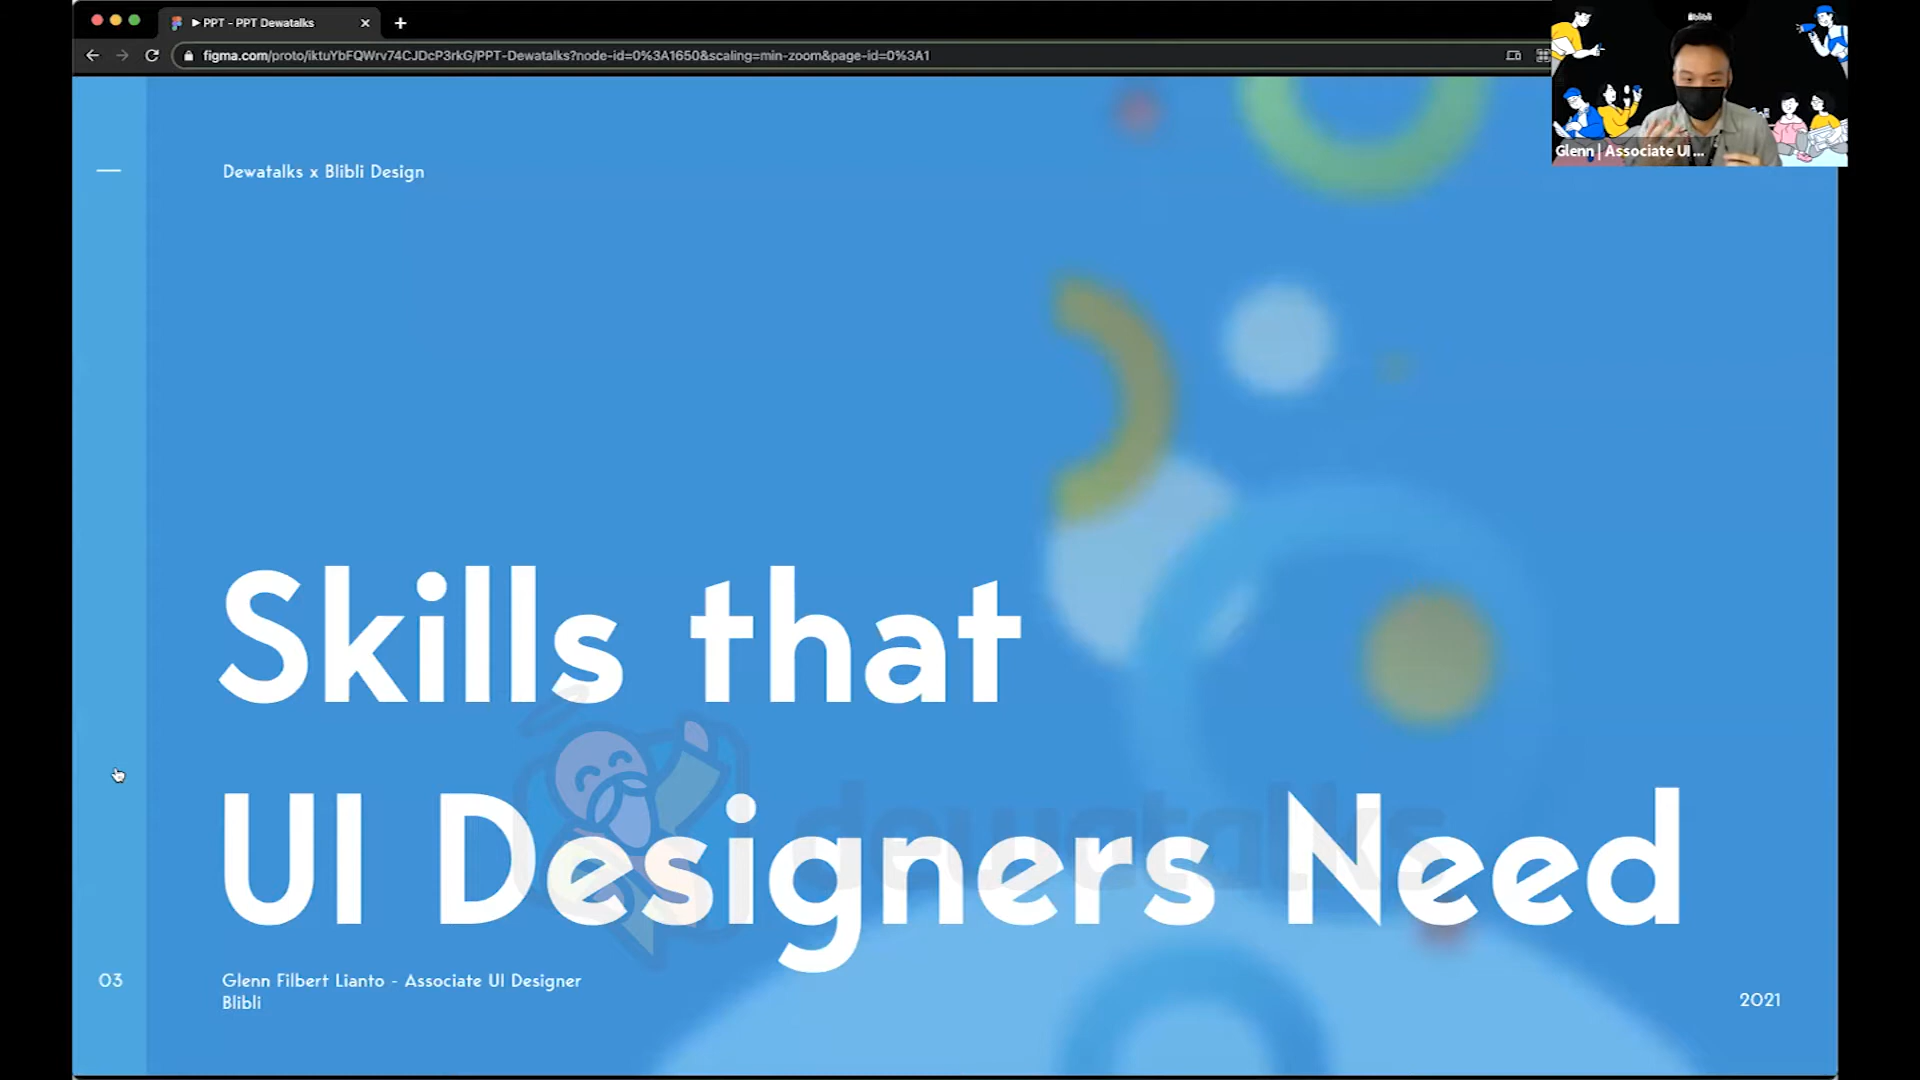 PPT - PPT Dewatalks
figma.com/proto/iktuYbFQWrv74CJDcP3rkG/PPT-Dewatalks?node-id=0%3A1650&scaling=min-zoom&page-id=0%3A1
Blibli
Glenn | Associate UI ...
Dewatalks x Blibli Design
Skills that
UI Designers Need
dewatalks
03
Glenn Filbert Lianto - Associate UI Designer
Blibli
2021